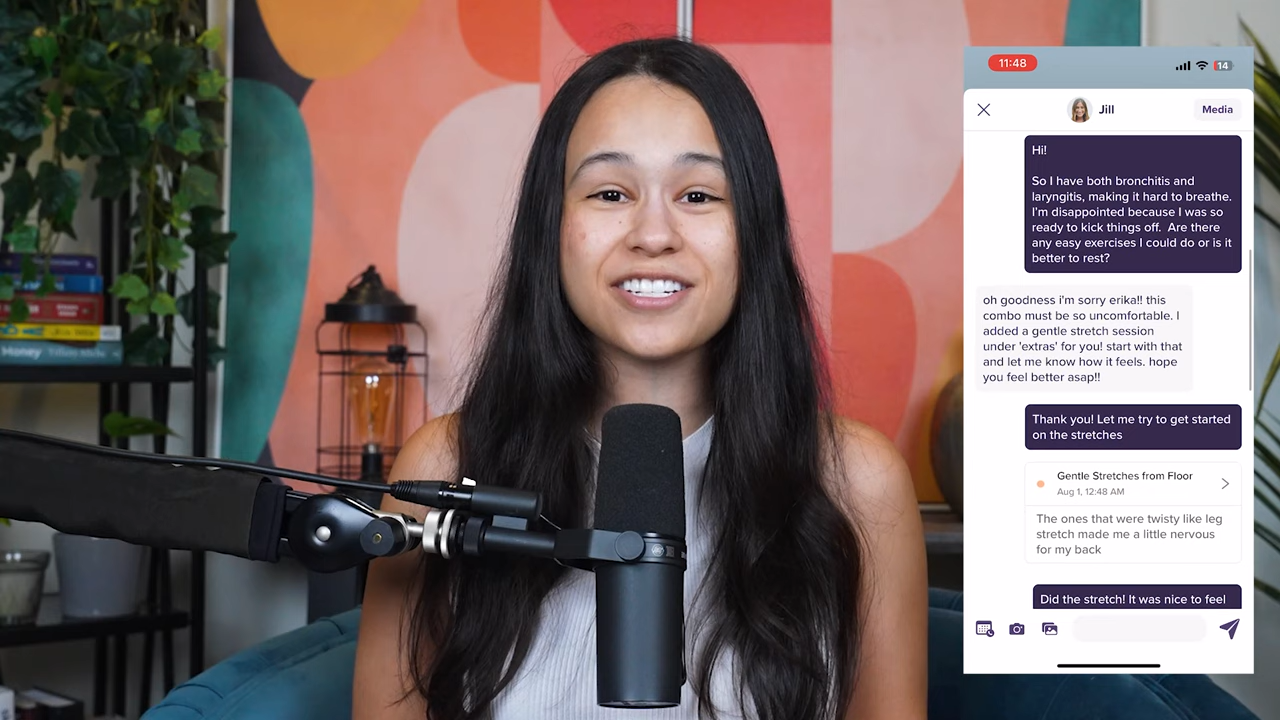 Money
11:48
14
Jill
Media
Hi!
So I have both bronchitis and
laryngitis, making it hard to breathe.
I'm disappointed because I was so
ready to kick things off. Are there
any easy exercises I could do or is it
better to rest?
oh goodness i'm sorry erika!! this
combo must be so uncomfortable. I
added a gentle stretch session
under 'extras' for you! start with that
and let me know how it feels. hope
you feel better asap!!
Thank you! Let me try to get started
on the stretches
Gentle Stretches from Floor
Aug 1, 12:48 AM
The ones that were twisty like leg
stretch made me a little nervous
for my back
Did the stretch! It was nice to feel